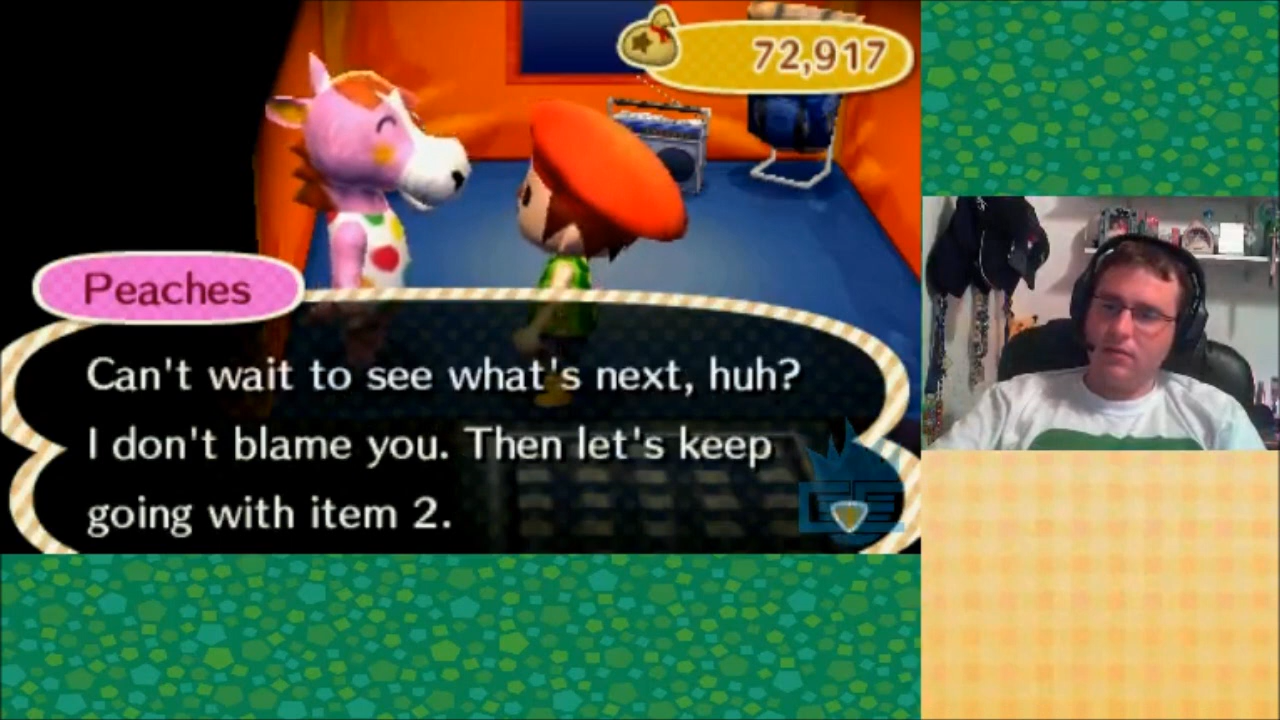 72,917
Peaches
Can't wait to see what's next, huh?
I don't blame you. Then let's keep
going with item 2.